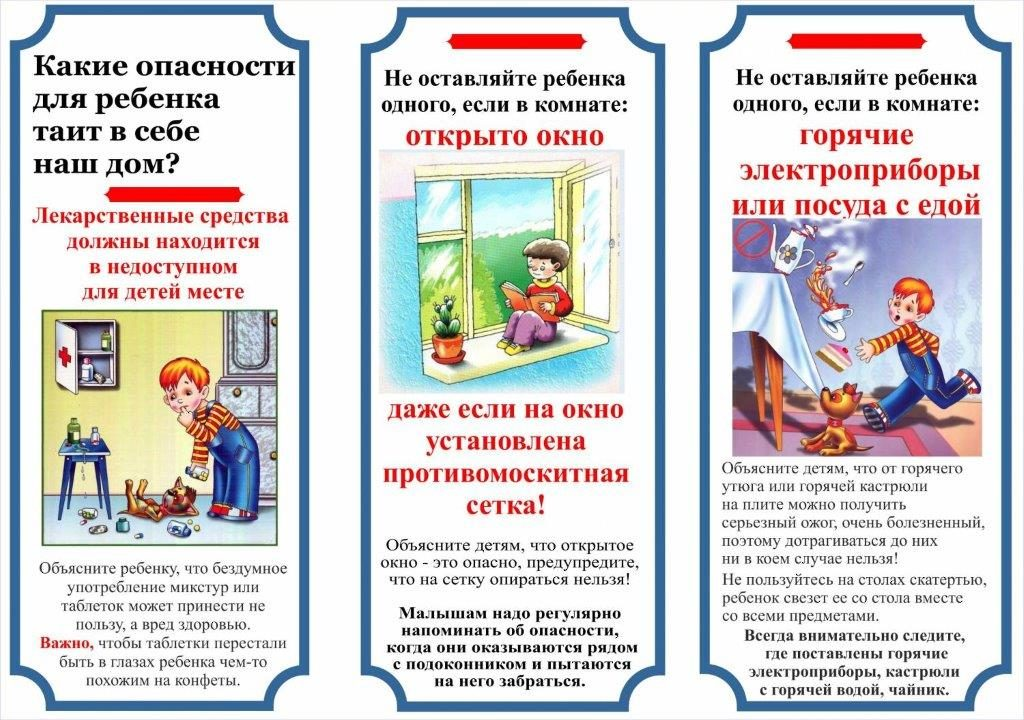 Какие опасности
для ребенка
таит в себе
наш дом?
Лекарственные средства
должны находится
в недоступном
для детей месте
Объясните ребенку, что бездумное
употребление микстур или
таблеток может принести не
пользу, а вред здоровью.
Важно, чтобы таблетки перестали
быть в глазах ребенка чем-то
похожим на конфеты.
Не оставляйте ребенка
одного, если в комнате:
открыто окно
даже если на окно
установлена
противомоскитная
сетка!
Объясните детям, что открытое
окно - это опасно, предупредите,
что на сетку опираться нельзя!
Малышам надо регулярно
напоминать об опасности,
когда они оказываются рядом
с подоконником и пытаются
на него забраться.
Не оставляйте ребенка
одного, если в комнате:
горячие
электроприборы
или посуда с едой
Объясните детям, что от горячего
утюга или горячей кастрюли
на плите можно получить
серьезный ожог, очень болезненный,
поэтому дотрагиваться до них
ни в коем случае нельзя!
Не пользуйтесь на столах скатертью,
ребенок свезет ее со стола вместе
со всеми предметами.
Всегда внимательно следите,
где поставлены горячие
электроприборы, кастрюли
с горячей водой, чайник.